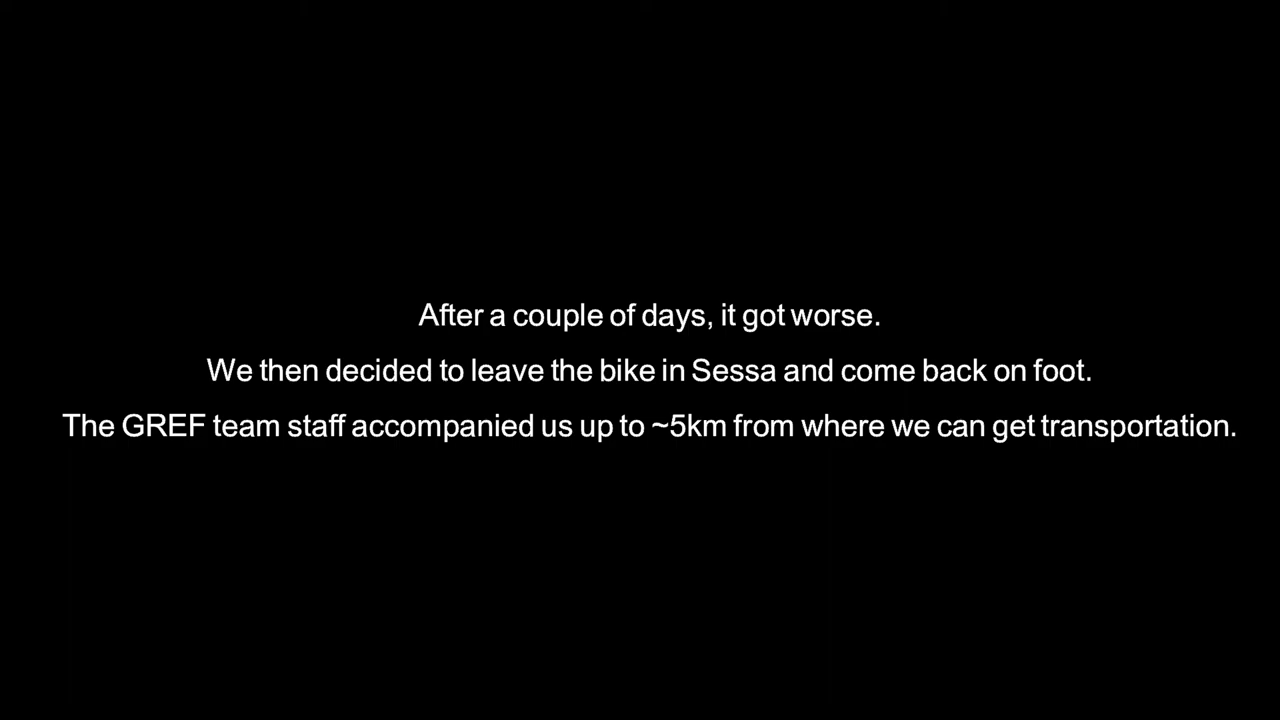 After a couple of days, it got worse.
We then decided to leave the bike in Sessa and come back on foot.
The GREF team staff accompanied us up to ~5km from where we can get transportation.